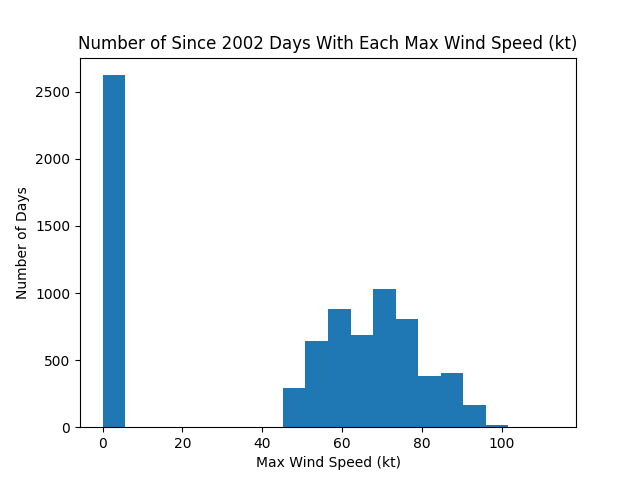 Number of Since 2002 Days With Each Max Wind Speed (kt)
2500
2000
1500
1000
500
0
Number of Days
0 20 40 60 80 100
Max Wind Speed (kt)